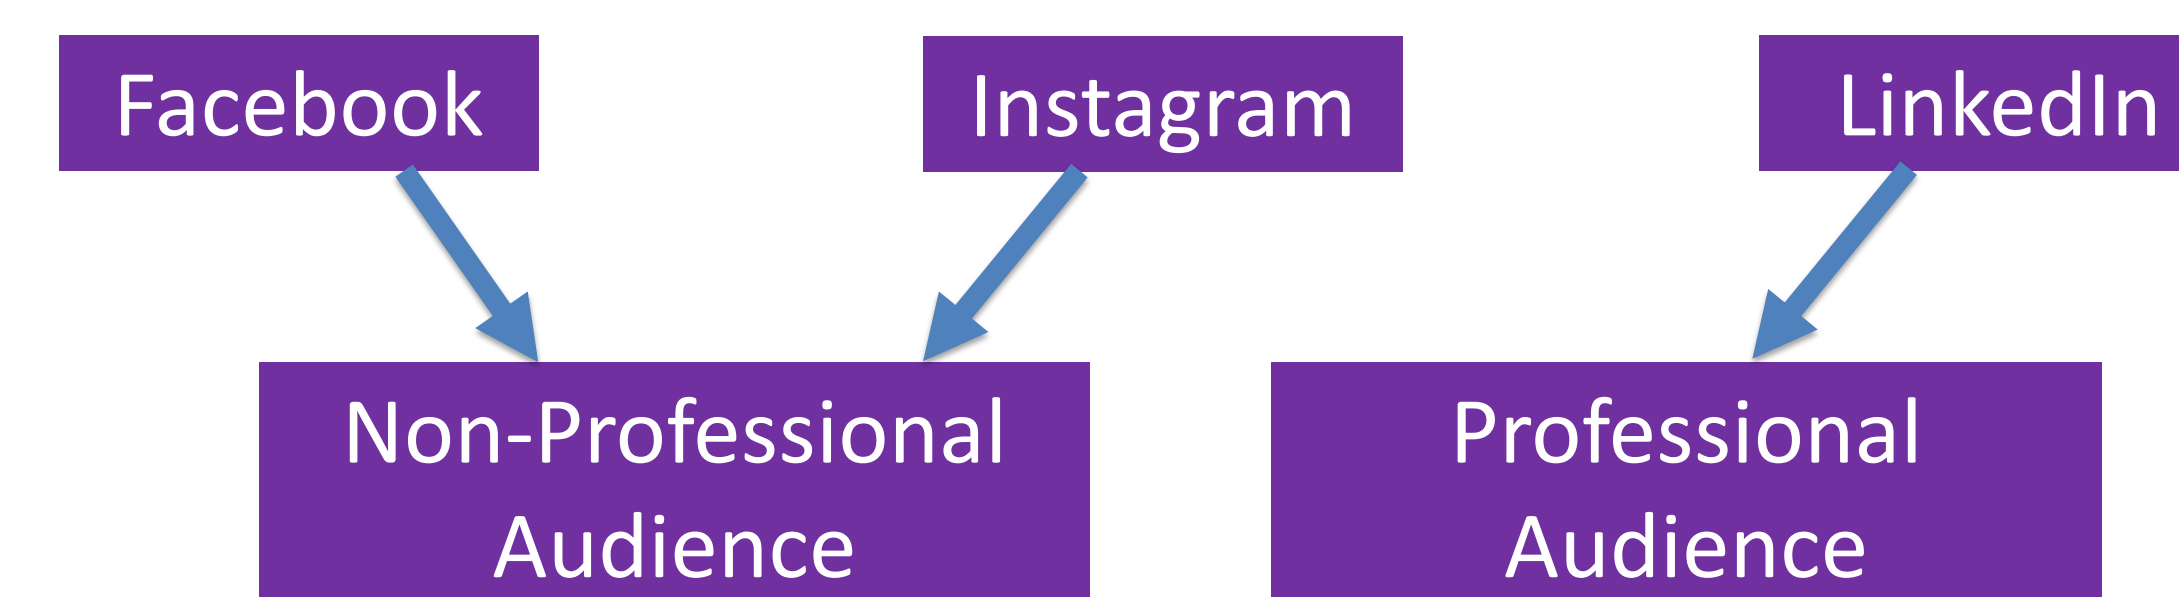 Facebook
Instagram
LinkedIn
Non-Professional
Audience
Professional
Audience